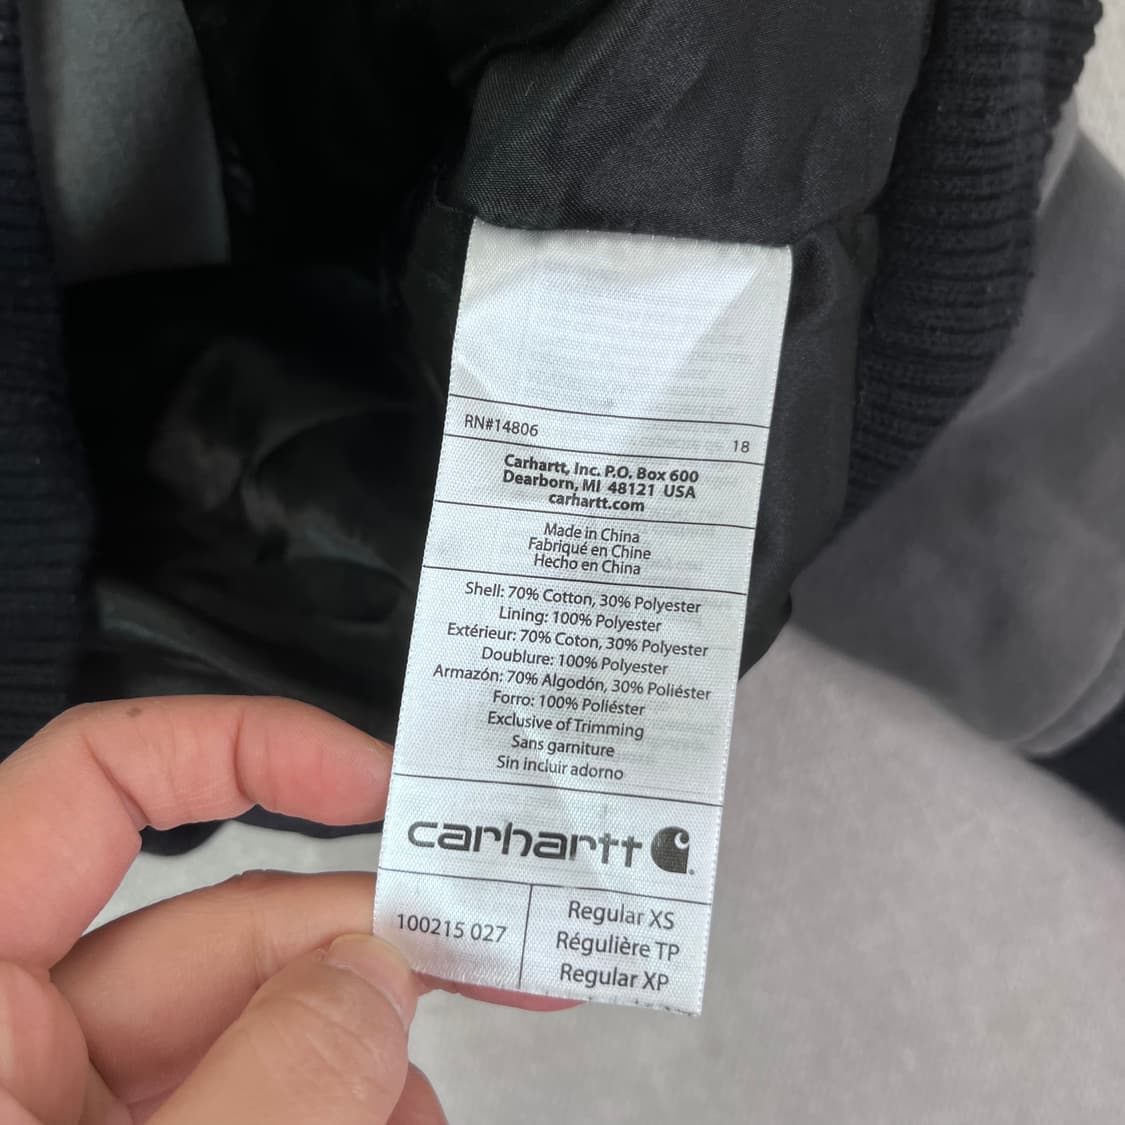 RN#14806 18
Carhartt, Inc. P.O. Box 600
Dearborn, MI 48121 USA
carhartt.com
Made in China
Fabriqué en Chine
Hecho en China
Shell: 70% Cotton, 30% Polyester
Lining: 100% Polyester
Extérieur: 70% Coton, 30% Polyester
Doublure: 100% Polyester
Armazón: 70% Algodón, 30% Poliéster
Forro: 100% Poliéster
Exclusive of Trimming
Sans garniture
Sin incluir adorno
carhartt
100215 027
Regular XS
Régulière TP
Regular XP